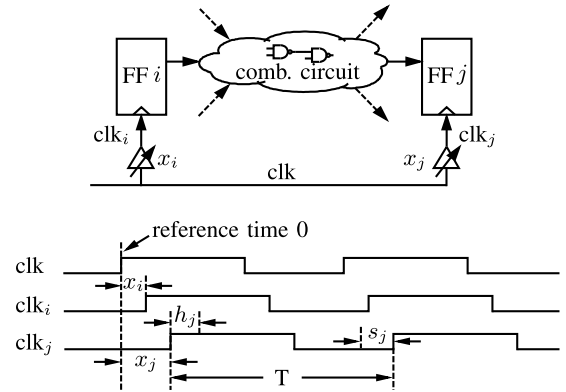 FF i
comb. circuit
FF j
clk_i
x_i
clk
x_j
clk_j
reference time 0
clk
x_i
clk_i
h_j
clk_j
s_j
x_j
T